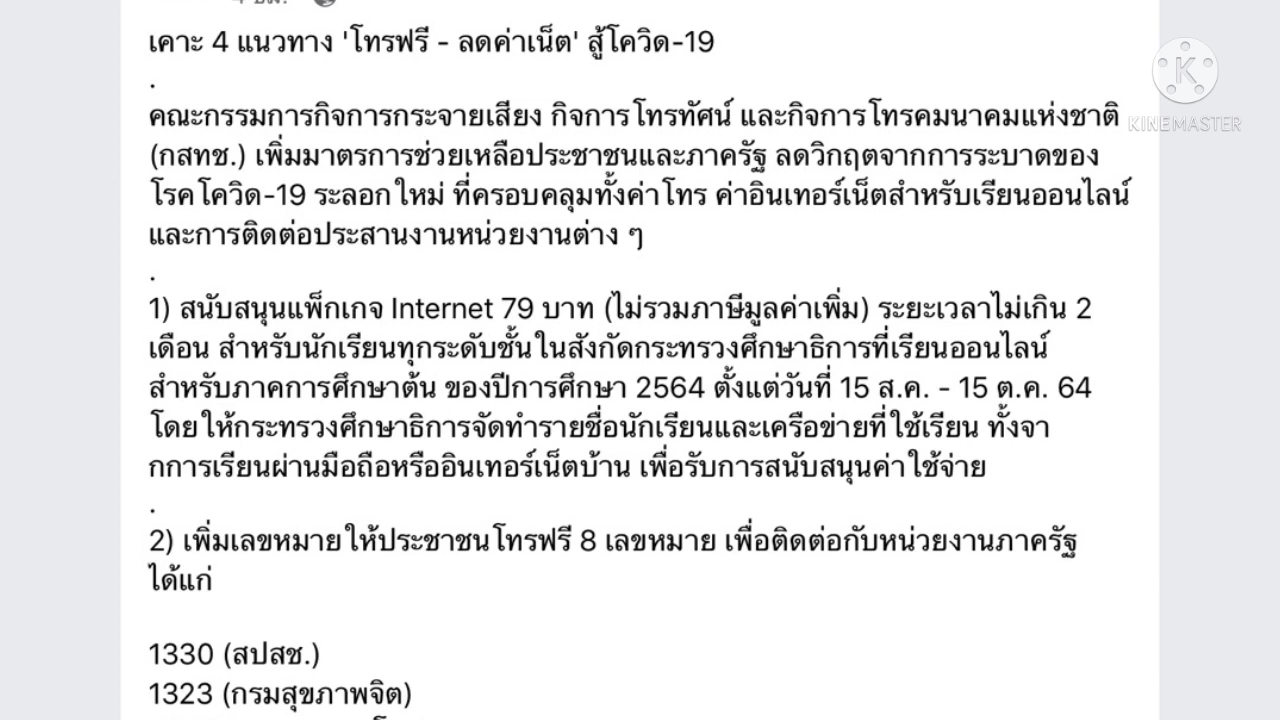 เคาะ 4 แนวทาง 'โทรฟรี - ลดค่าเน็ต' สู้โควิด-19
.
คณะกรรมการกิจการกระจายเสียง กิจการโทรทัศน์ และกิจการโทรคมนาคมแห่งชาติ
(กสทช.) เพิ่มมาตรการช่วยเหลือประชาชนและภาครัฐ ลดวิกฤตจากการระบาดของ
โรคโควิด-19 ระลอกใหม่ ที่ครอบคลุมทั้งค่าโทร ค่าอินเทอร์เน็ตสำหรับเรียนออนไลน์
และการติดต่อประสานงานหน่วยงานต่าง ๆ
.
1) สนับสนุนแพ็กเกจ Internet 79 บาท (ไม่รวมภาษีมูลค่าเพิ่ม) ระยะเวลาไม่เกิน 2
เดือน สำหรับนักเรียนทุกระดับชั้นในสังกัดกระทรวงศึกษาธิการที่เรียนออนไลน์
สำหรับภาคการศึกษาต้น ของปีการศึกษา 2564 ตั้งแต่วันที่ 15 ส.ค. - 15 ต.ค. 64
โดยให้กระทรวงศึกษาธิการจัดทำรายชื่อนักเรียนและเครือข่ายที่ใช้เรียน ทั้งจา
กการเรียนผ่านมือถือหรืออินเทอร์เน็ตบ้าน เพื่อรับการสนับสนุนค่าใช้จ่าย
.
2) เพิ่มเลขหมายให้ประชาชนโทรฟรี 8 เลขหมาย เพื่อติดต่อกับหน่วยงานภาครัฐ
ได้แก่
1330 (สปสช.)
1323 (กรมสุขภาพจิต)
K
KINEMASTER